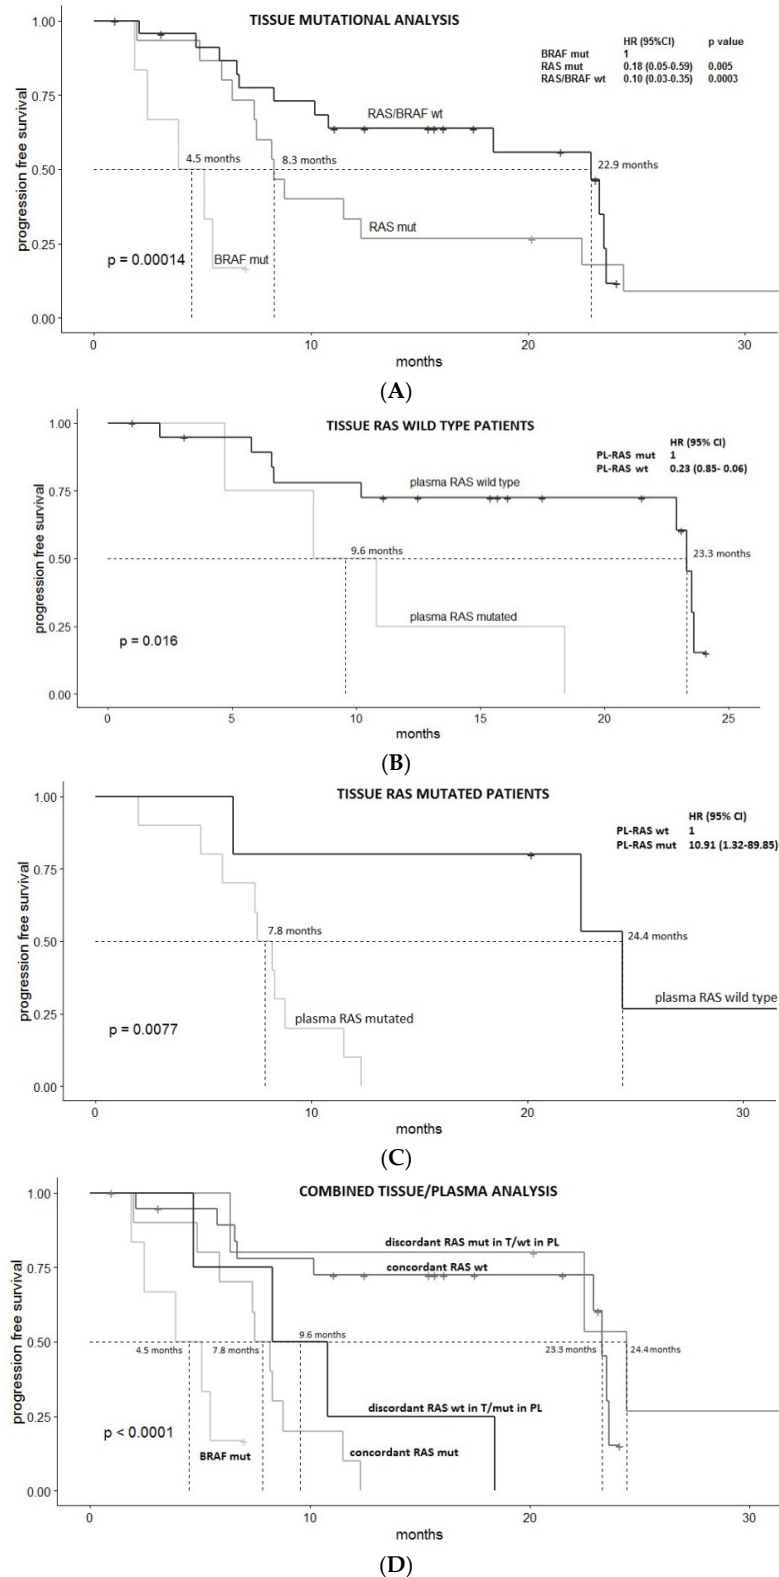 TISSUE MUTATIONAL ANALYSIS
HR (95%CI) p value
BRAF mut 1
RAS mut 0.18 (0.05-0.59) 0.005
RAS/BRAF wt 0.10 (0.03-0.35) 0.0003
progression free survival
1.00
0.75
0.50
0.25
0.00
RAS/BRAF wt
4.5 months
8.3 months
22.9 months
RAS mut
BRAF mut
p = 0.00014
0 10 20 30
months
(A)
TISSUE RAS WILD TYPE PATIENTS
HR (95% CI)
PL-RAS mut 1
PL-RAS wt 0.23 (0.85- 0.06)
progression free survival
1.00
0.75
0.50
0.25
0.00
plasma RAS wild type
9.6 months
23.3 months
plasma RAS mutated
p = 0.016
0 5 10 15 20 25
months
(B)
TISSUE RAS MUTATED PATIENTS
HR (95% CI)
PL-RAS wt 1
PL-RAS mut 10.91 (1.32-89.85)
progression free survival
1.00
0.75
0.50
0.25
0.00
7.8 months
24.4 months
plasma RAS wild type
plasma RAS mutated
p = 0.0077
0 10 20 30
months
(C)
COMBINED TISSUE/PLASMA ANALYSIS
progression free survival
1.00
0.75
0.50
0.25
0.00
discordant RAS mut in T/wt in PL
concordant RAS wt
9.6 months
4.5 months
7.8 months
23.3 months
24.4 months
discordant RAS wt in T/mut in PL
p < 0.0001
BRAF mut
concordant RAS mut
0 10 20 30
months
(D)